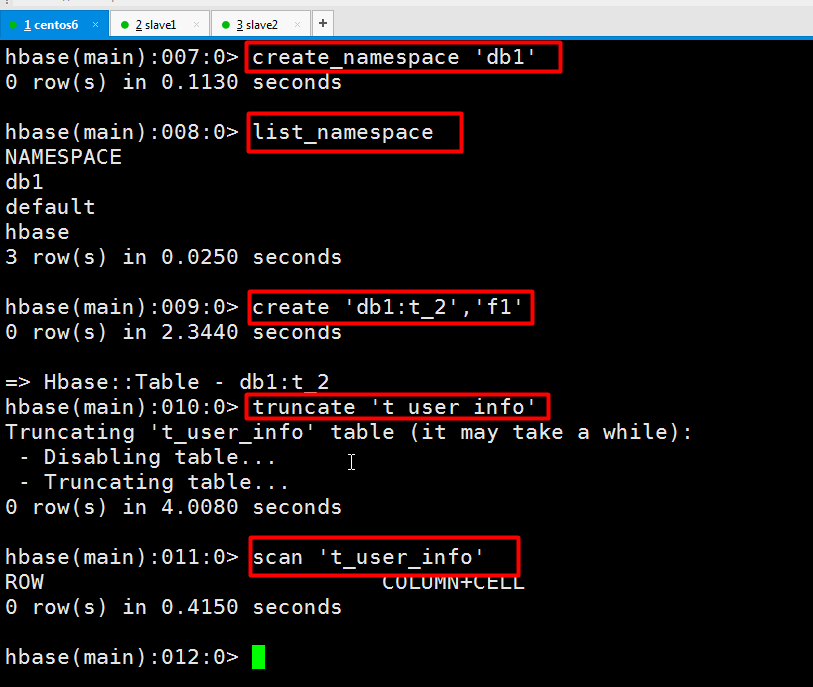 1 centos6 × 2 slave1 × 3 slave2 × +
hbase(main):007:0> create_namespace 'db1'
0 row(s) in 0.1130 seconds
hbase(main):008:0> list_namespace
NAMESPACE
db1
default
hbase
3 row(s) in 0.0250 seconds
hbase(main):009:0> create 'db1:t_2','f1'
0 row(s) in 2.3440 seconds
=> Hbase::Table - db1:t_2
hbase(main):010:0> truncate 't_user_info'
Truncating 't_user_info' table (it may take a while):
- Disabling table...
- Truncating table...
0 row(s) in 4.0080 seconds
hbase(main):011:0> scan 't_user_info'
ROW COLUMN+CELL
0 row(s) in 0.4150 seconds
hbase(main):012:0>